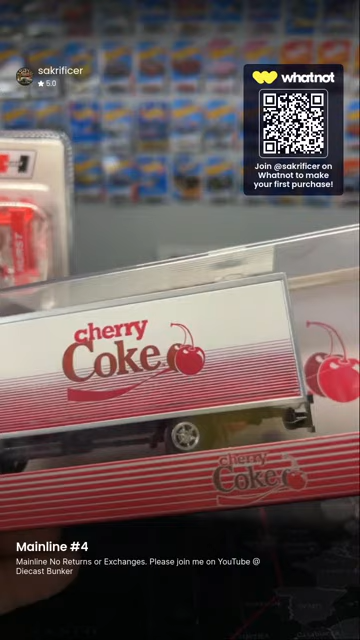 sakrificer
★ 5.0
whatnot
Join @sakrificer on
Whatnot to make
your first purchase!
cherry
Coke
cherry
Coke
Mainline #4
Mainline No Returns or Exchanges. Please join me on YouTube @
Diecast Bunker